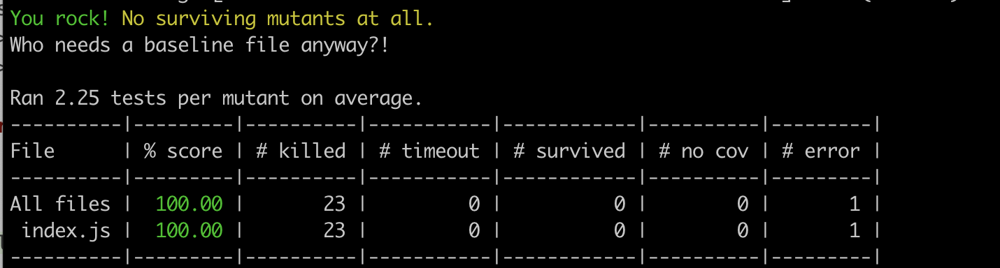 You rock! No surviving mutants at all.
Who needs a baseline file anyway?!
Ran 2.25 tests per mutant on average.
----------|---------|----------|-----------|------------|----------|---------|
File      | % score | # killed | # timeout | # survived | # no cov | # error |
----------|---------|----------|-----------|------------|----------|---------|
All files |  100.00 |       23 |         0 |          0 |        0 |       1 |
 index.js |  100.00 |       23 |         0 |          0 |        0 |       1 |
----------|---------|----------|-----------|------------|----------|---------|